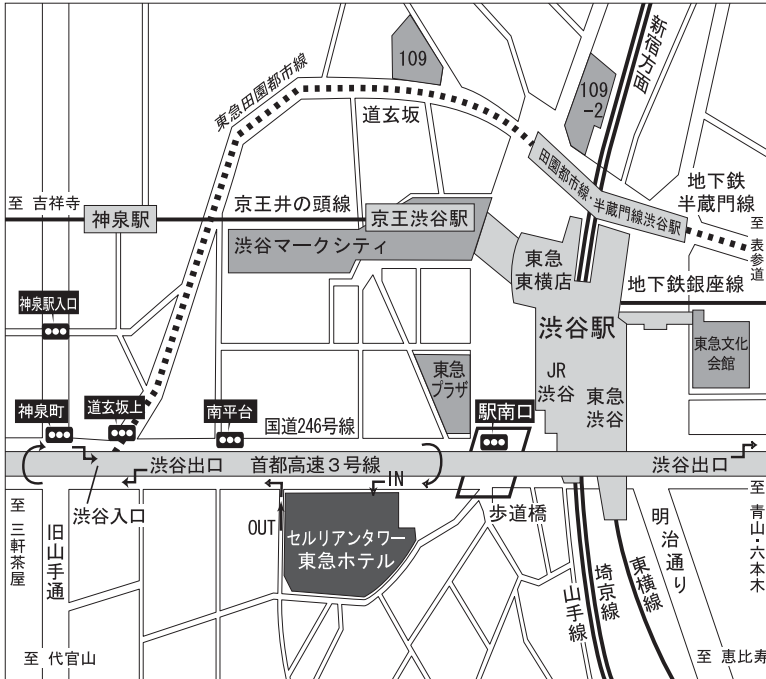 東急田園都市線
109
109
-2
新宿方面
道玄坂
田園都市線・半蔵門線渋谷駅
地下鉄
半蔵門線
至 吉祥寺
神泉駅
京王井の頭線
京王渋谷駅
渋谷マークシティ
至 表参道
東急
東横店
地下鉄銀座線
神泉駅入口
渋谷駅
東急文化
会館
東急
プラザ
JR
渋谷
東急
渋谷
神泉町
道玄坂上
南平台
国道246号線
駅南口
渋谷出口
首都高速3号線
渋谷出口
IN
至 三軒茶屋
旧山手通
渋谷入口
OUT
セルリアンタワー
東急ホテル
歩道橋
至 青山・六本木
明治通り
山手線
埼京線
東横線
至 代官山
至 恵比寿